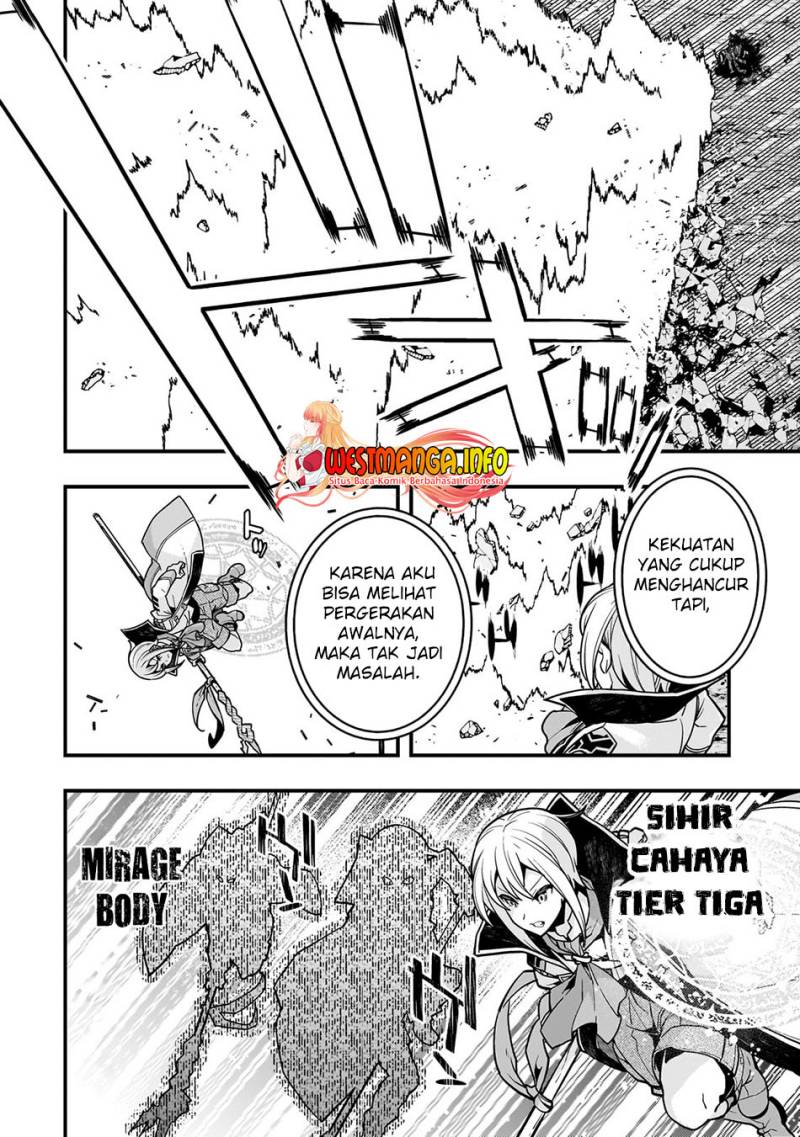 WESTMANGA.INFO
Situs Baca Komik Berbahasa Indonesia
KEKUATAN
YANG CUKUP
MENGHANCUR
TAPI,
KARENA AKU
BISA MELIHAT
PERGERAKAN
AWALNYA,
MAKA TAK JADI
MASALAH.
SIHIR
CAHAYA
TIER TIGA
MIRAGE
BODY